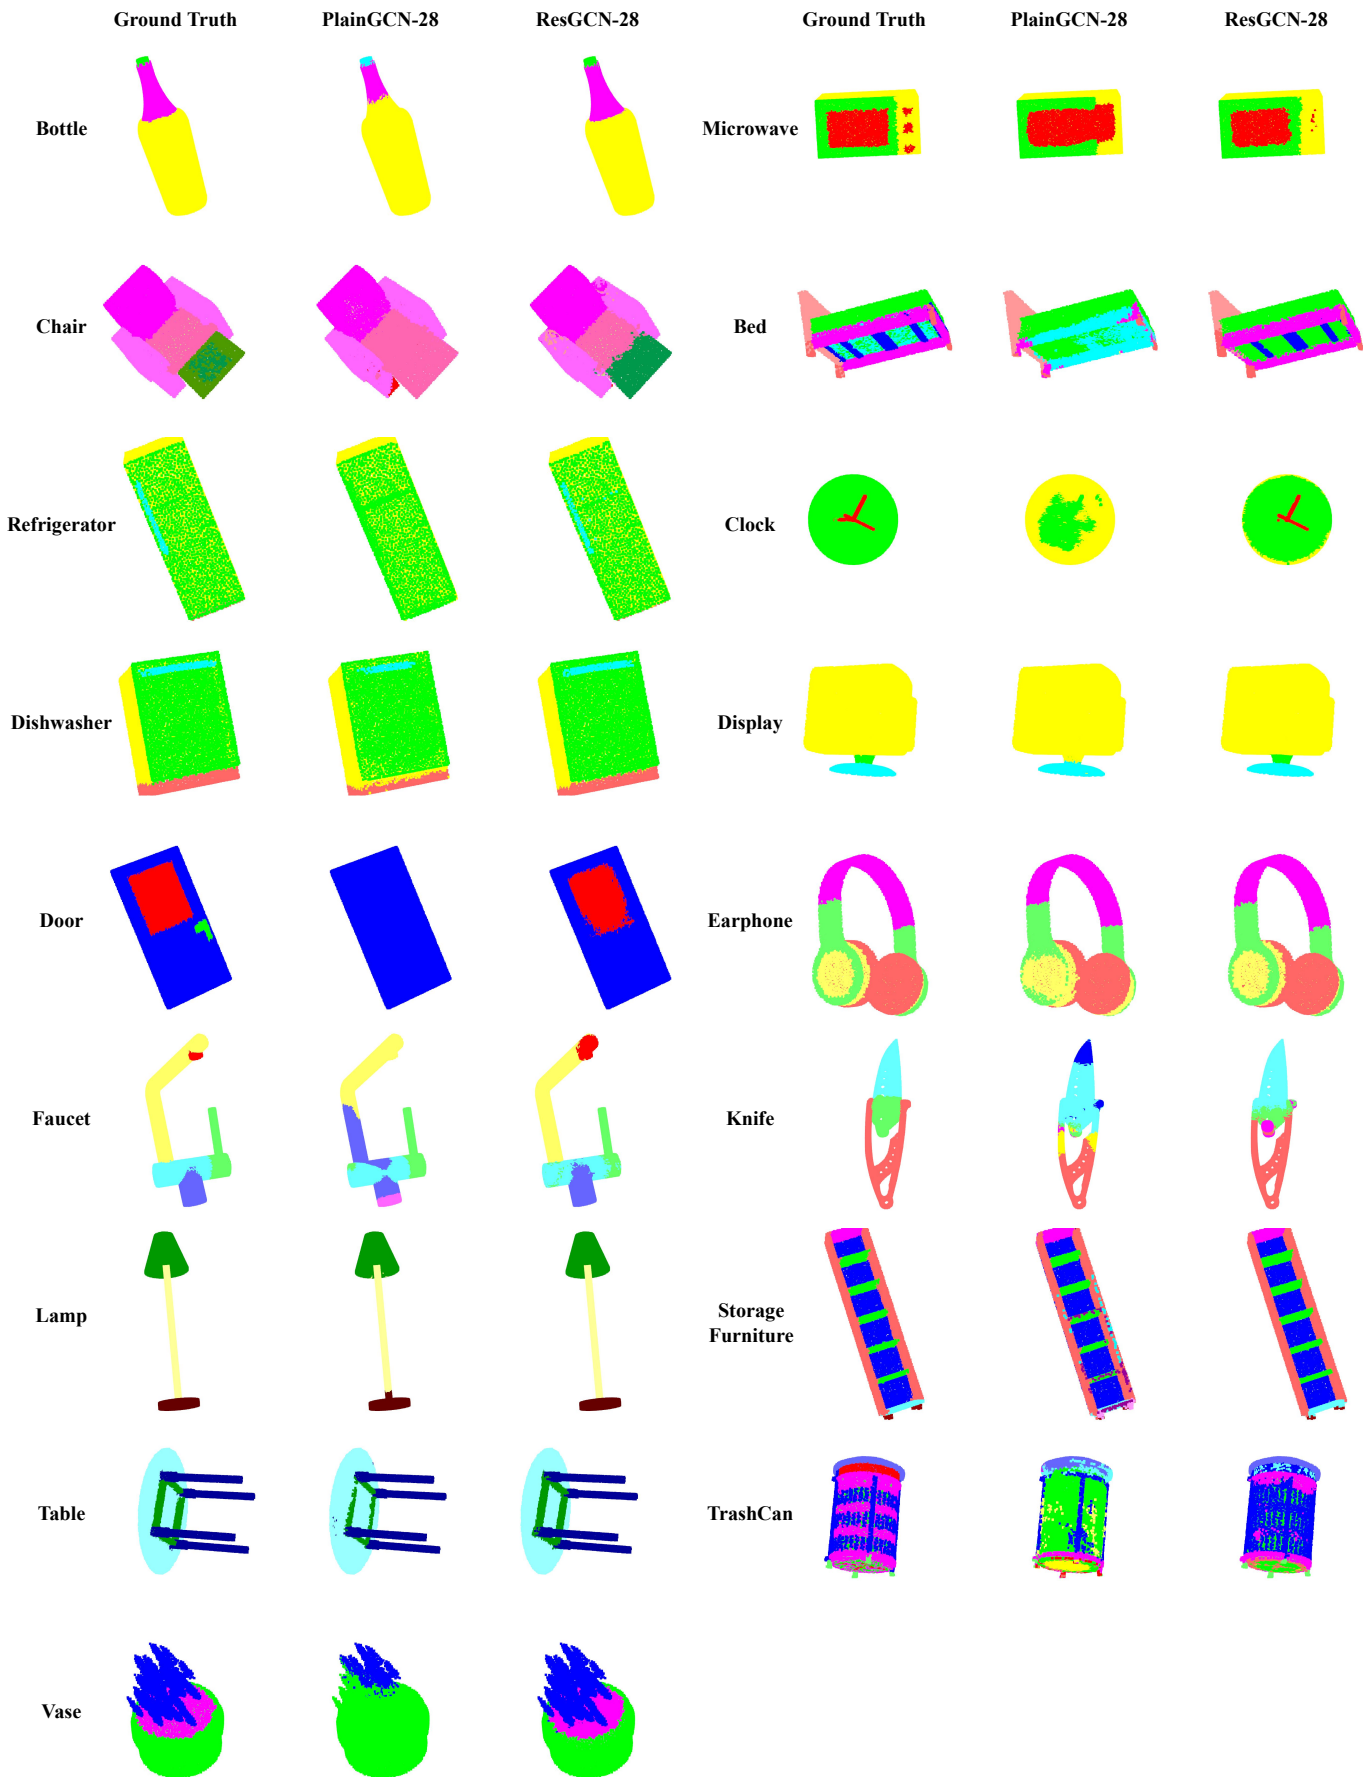 Ground Truth PlainGCN-28 ResGCN-28 Ground Truth PlainGCN-28 ResGCN-28
Bottle Microwave
Chair Bed
Refrigerator Clock
Dishwasher Display
Door Earphone
Faucet Knife
Lamp Storage
Furniture
Table TrashCan
Vase